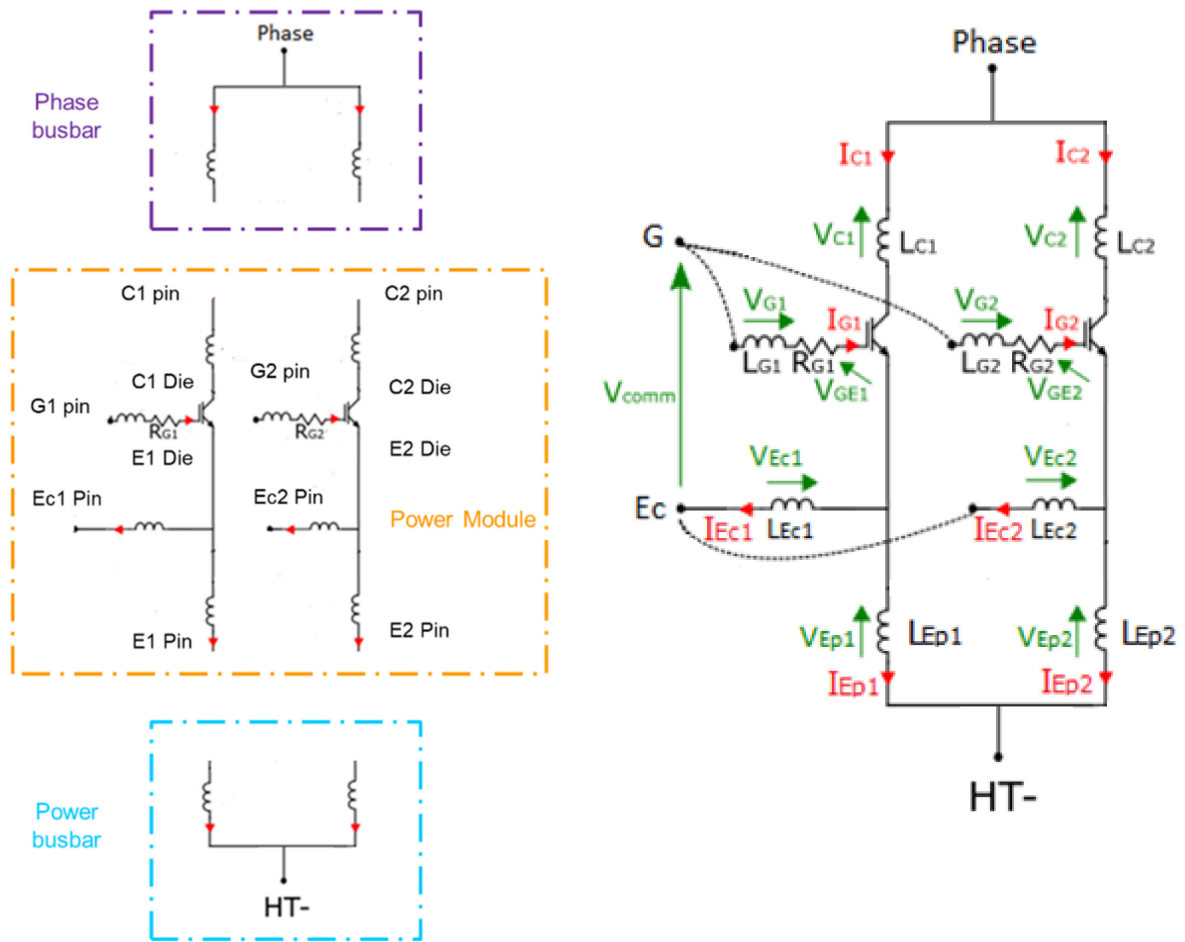 Phase
Phase
busbar
C1 pin
C2 pin
C1 Die
G2 pin
C2 Die
G1 pin
RG1
RG2
E1 Die
E2 Die
Ec1 Pin
Ec2 Pin
Power Module
E1 Pin
E2 Pin
Power
busbar
HT-
Phase
IC1
IC2
VC1
LC1
VC2
LC2
G
VG1
IG1
VG2
IG2
LG1
RG1
LG2
RG2
VGE1
VGE2
Vcomm
VEc1
VEc2
Ec
IEc1
LEc1
IEc2
LEc2
VEp1
LEp1
VEp2
LEp2
IEp1
IEp2
HT-